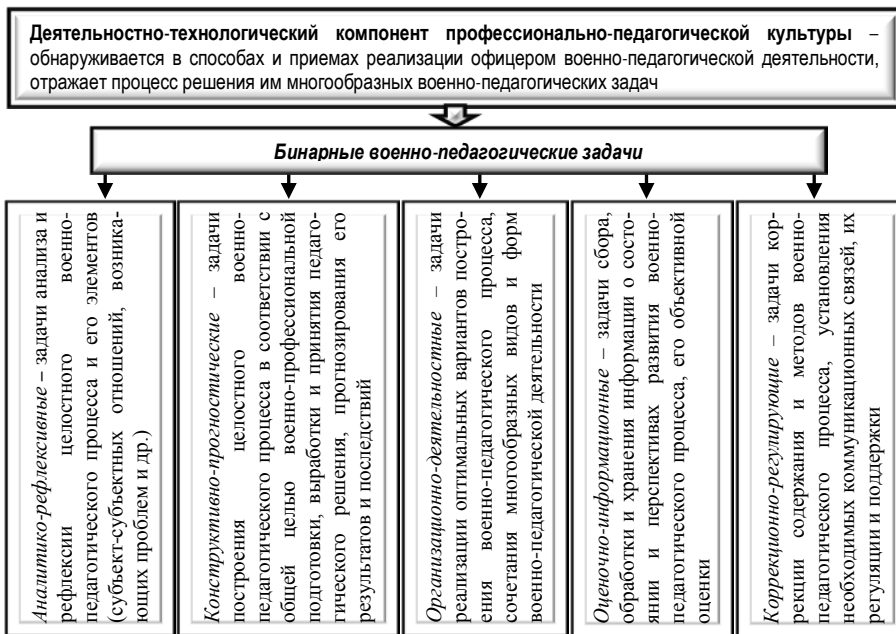 Деятельностно-технологический компонент профессионально-педагогической культуры –
обнаруживается в способах и приемах реализации офицером военно-педагогической деятельности,
отражает процесс решения им многообразных военно-педагогических задач
Бинарные военно-педагогические задачи
Аналитико-рефлексивные – задачи анализа и
рефлексии целостного военно-
педагогического процесса и его элементов
(субъект-субъектных отношений, возника-
ющих проблем и др.)
Конструктивно-прогностические – задачи
построения целостного военно-
педагогического процесса в соответствии с
общей целью военно-профессиональной
подготовки, выработки и принятия педаго-
гического решения, прогнозирования его
результатов и последствий
Организационно-деятельностные – задачи
реализации оптимальных вариантов постро-
ения военно-педагогического процесса,
сочетания многообразных видов и форм
военно-педагогической деятельности
Оценочно-информационные – задачи сбора,
обработки и хранения информации о состо-
янии и перспективах развития военно-
педагогического процесса, его объективной
оценки
Коррекционно-регулирующие – задачи кор-
рекции содержания и методов военно-
педагогического процесса, установления
необходимых коммуникационных связей, их
регуляции и поддержки